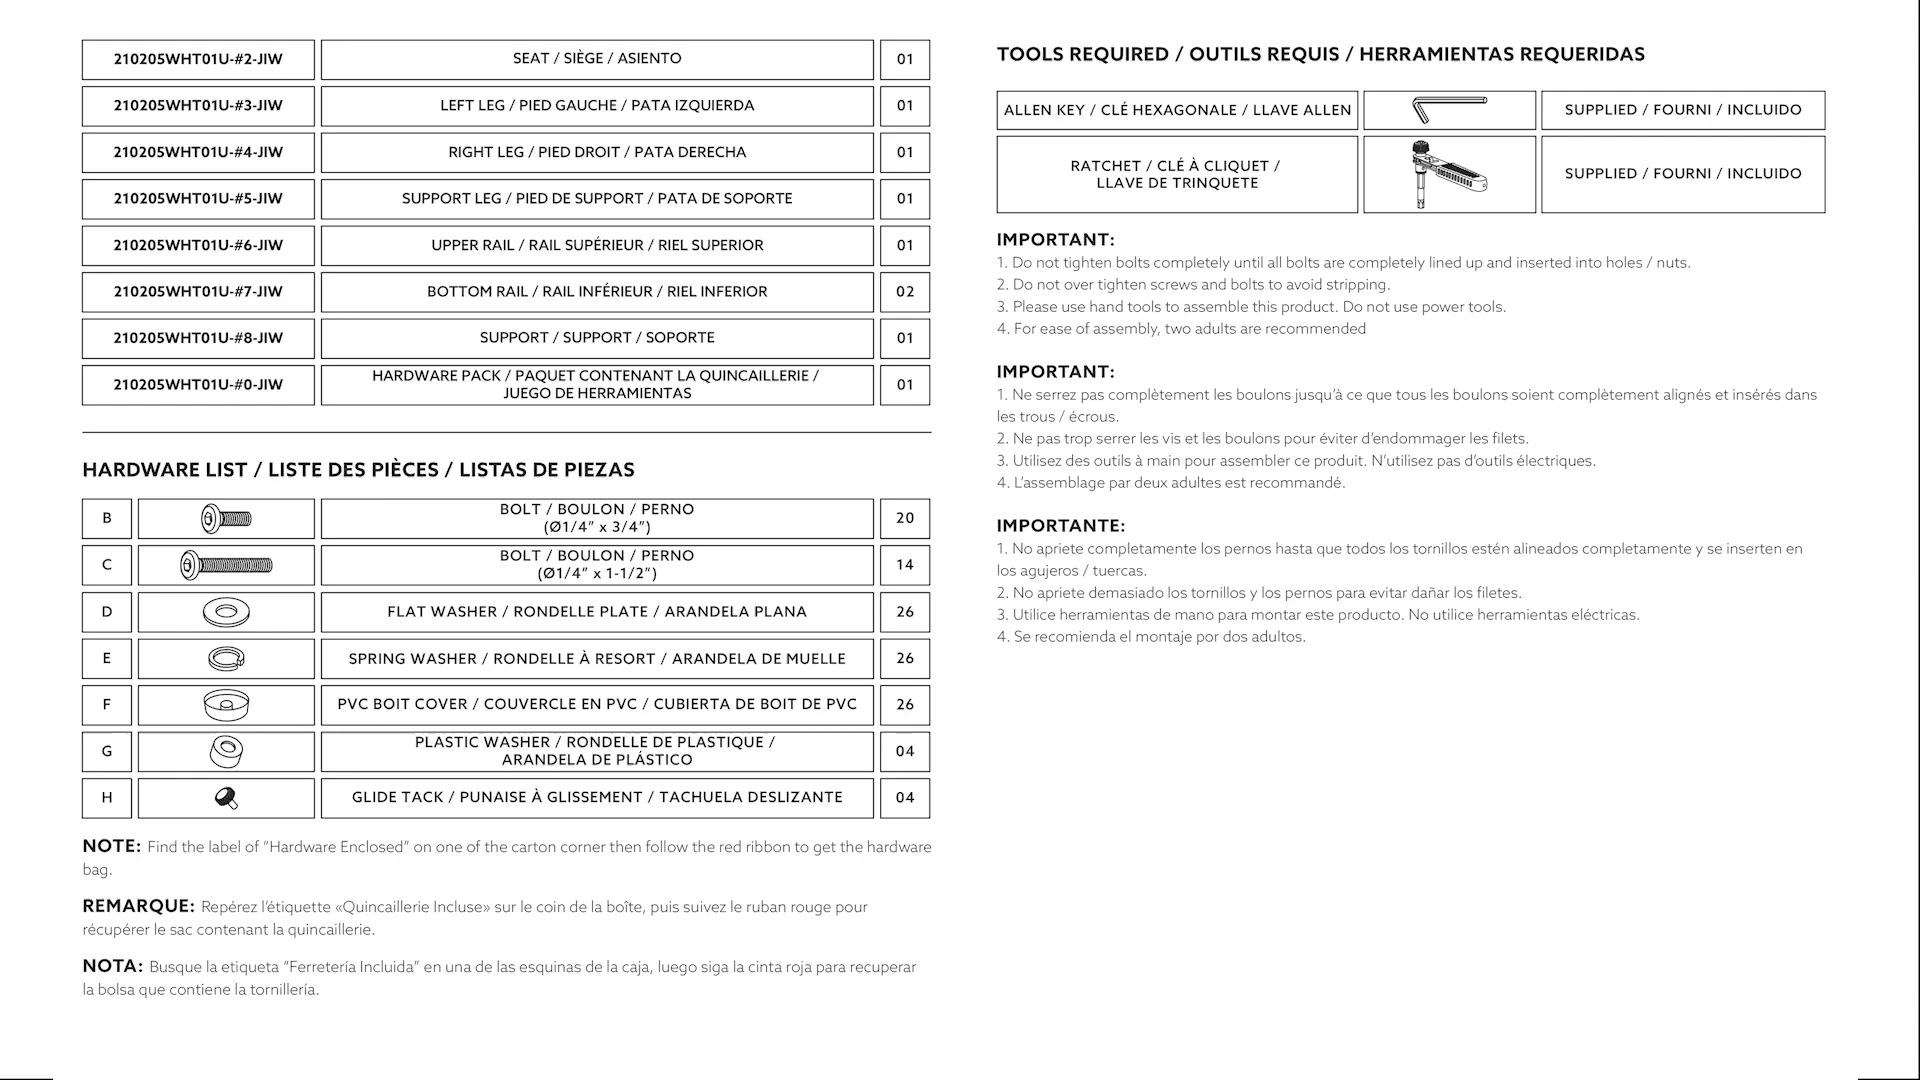 210205WHT01U-#2-JIW SEAT / SIÈGE / ASIENTO 01
210205WHT01U-#3-JIW LEFT LEG / PIED GAUCHE / PATA IZQUIERDA 01
210205WHT01U-#4-JIW RIGHT LEG / PIED DROIT / PATA DERECHA 01
210205WHT01U-#5-JIW SUPPORT LEG / PIED DE SUPPORT / PATA DE SOPORTE 01
210205WHT01U-#6-JIW UPPER RAIL / RAIL SUPÉRIEUR / RIEL SUPERIOR 01
210205WHT01U-#7-JIW BOTTOM RAIL / RAIL INFÉRIEUR / RIEL INFERIOR 02
210205WHT01U-#8-JIW SUPPORT / SUPPORT / SOPORTE 01
210205WHT01U-#0-JIW HARDWARE PACK / PAQUET CONTENANT LA QUINCAILLERIE /
JUEGO DE HERRAMIENTAS 01
HARDWARE LIST / LISTE DES PIÈCES / LISTAS DE PIEZAS
B BOLT / BOULON / PERNO
(Ø1/4” x 3/4”) 20
C BOLT / BOULON / PERNO
(Ø1/4” x 1-1/2”) 14
D FLAT WASHER / RONDELLE PLATE / ARANDELA PLANA 26
E SPRING WASHER / RONDELLE À RESORT / ARANDELA DE MUELLE 26
F PVC BOIT COVER / COUVERCLE EN PVC / CUBIERTA DE BOIT DE PVC 26
G PLASTIC WASHER / RONDELLE DE PLASTIQUE /
ARANDELA DE PLÁSTICO 04
H GLIDE TACK / PUNAISE À GLISSEMENT / TACHUELA DESLIZANTE 04
NOTE: Find the label of “Hardware Enclosed” on one of the carton corner then follow the red ribbon to get the hardware
bag.
REMARQUE: Repérez l’étiquette «Quincaillerie Incluse» sur le coin de la boîte, puis suivez le ruban rouge pour
récupérer le sac contenant la quincaillerie.
NOTA: Busque la etiqueta “Ferretería Incluida” en una de las esquinas de la caja, luego siga la cinta roja para recuperar
la bolsa que contiene la tornillería.
TOOLS REQUIRED / OUTILS REQUIS / HERRAMIENTAS REQUERIDAS
ALLEN KEY / CLÉ HEXAGONALE / LLAVE ALLEN SUPPLIED / FOURNI / INCLUIDO
RATCHET / CLÉ À CLIQUET /
LLAVE DE TRINQUETE SUPPLIED / FOURNI / INCLUIDO
IMPORTANT:
1. Do not tighten bolts completely until all bolts are completely lined up and inserted into holes / nuts.
2. Do not over tighten screws and bolts to avoid stripping.
3. Please use hand tools to assemble this product. Do not use power tools.
4. For ease of assembly, two adults are recommended
IMPORTANT:
1. Ne serrez pas complètement les boulons jusqu’à ce que tous les boulons soient complètement alignés et insérés dans
les trous / écrous.
2. Ne pas trop serrer les vis et les boulons pour éviter d’endommager les filets.
3. Utilisez des outils à main pour assembler ce produit. N’utilisez pas d’outils électriques.
4. L’assemblage par deux adultes est recommandé.
IMPORTANTE:
1. No apriete completamente los pernos hasta que todos los tornillos estén alineados completamente y se inserten en
los agujeros / tuercas.
2. No apriete demasiado los tornillos y los pernos para evitar dañar los filetes.
3. Utilice herramientas de mano para montar este producto. No utilice herramientas eléctricas.
4. Se recomienda el montaje por dos adultos.